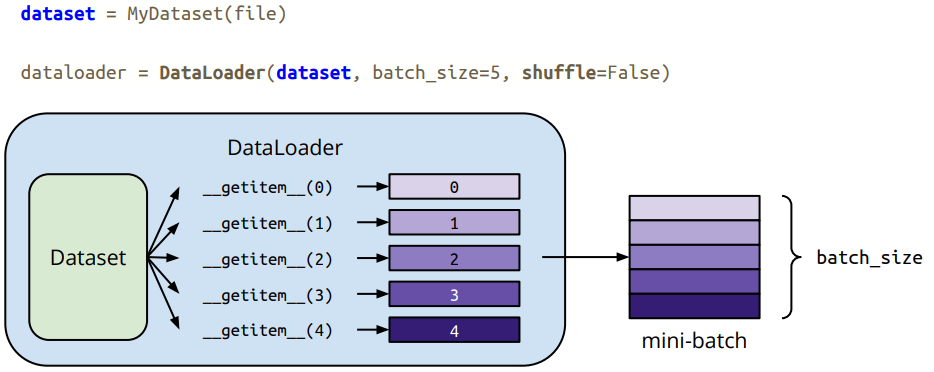 dataset = MyDataset(file)
dataloader = DataLoader(dataset, batch_size=5, shuffle=False)
DataLoader
Dataset
__getitem__(0)
0
__getitem__(1)
1
__getitem__(2)
2
__getitem__(3)
3
__getitem__(4)
4
batch_size
mini-batch